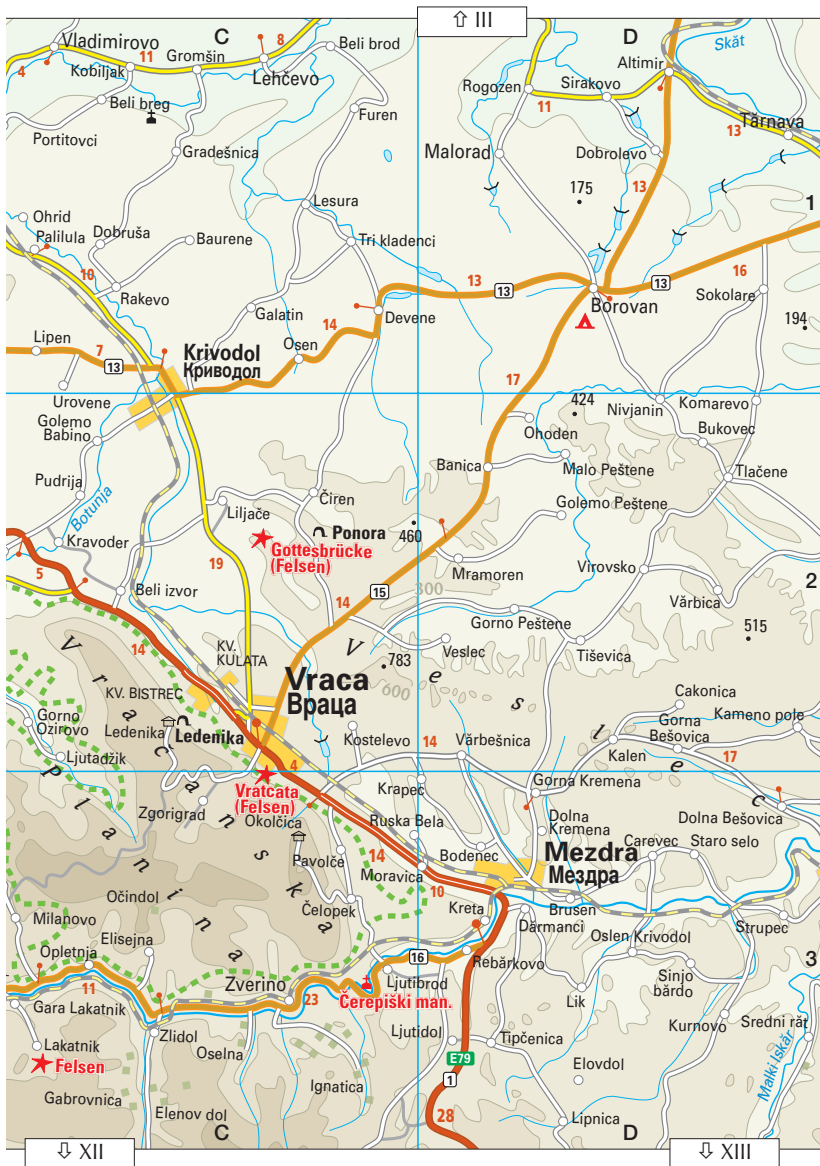 ⇧ III
C
D
Vladimirovo
8
Beli brod
Skăt
11
Gromšin
Altimir
4
Kobiljak
Lehčevo
Rogozen
Sirakovo
Beli breg
11
Furen
Tărnava
13
Portitovci
Gradešnica
Malorad
Dobrolevo
13
Lesura
175
1
Ohrid
Palilula
Dobruša
Baurene
Tri kladenci
10
13
13
13
16
Rakevo
Borovan
Sokolare
Galatin
14
Devene
194
Lipen
7
13
Krivodol
Криводол
Osen
17
Urovene
Golemo
Babino
424
Nivjanin
Komarevo
Ohoden
Bukovec
Banica
Malo Peštene
Tlačene
Pudrija
Botunja
Čiren
Liljače
Golemo Peštene
Ponora
460
Kravoder
Gottesbrücke
(Felsen)
19
5
Mramoren
Virovsko
2
Beli izvor
15
300
Vărbica
14
Gorno Peštene
515
14
KV.
KULATA
783
Veslec
Tiševica
600
Vraca
Враца
KV. BISTREC
Cakonica
Gorno
Ozirovo
Ledenika
Ledenika
Gorna
Bešovica
Kameno pole
Kostelevo
14
Vărbešnica
Kalen
17
Ljutadžik
4
Vratcata
(Felsen)
Krapec
Gorna Kremena
Zgorigrad
Okolčica
Ruska Bela
Dolna
Kremena
Dolna Bešovica
Vračanska
Planina
Veslec
14
Pavolče
Bodenec
Mezdra
Мездра
Carevec
Staro selo
Moravica
10
Očindol
Čelopek
Kreta
Brusen
Milanovo
Dărmanci
Strupec
Opletnja
Elisejna
Oslen Krivodol
16
3
Zverino
Ljutibrod
Rebărkovo
Sinjo
bărdo
11
23
Čerepiški man.
Gara Lakatnik
Lik
Kurnovo
Zlidol
Ljutidol
Sredni răt
Lakatnik
Oselna
Tipčenica
Felsen
E79
Elovdol
Malki Iskăr
Ignatica
1
Gabrovnica
Elenov dol
28
Lipnica
C
D
⇩ XII
⇩ XIII